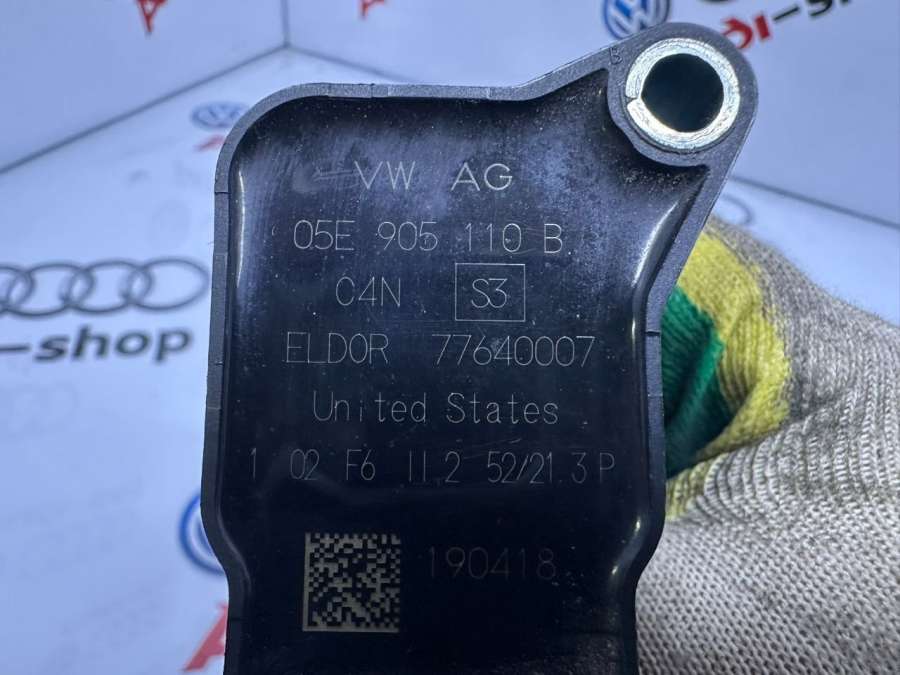 B
VW AG
05E 905 110 B
C4N S3
ELDOR 77640007
United States
1 02 F6 II 2 52/21.3 P
190418
-shop